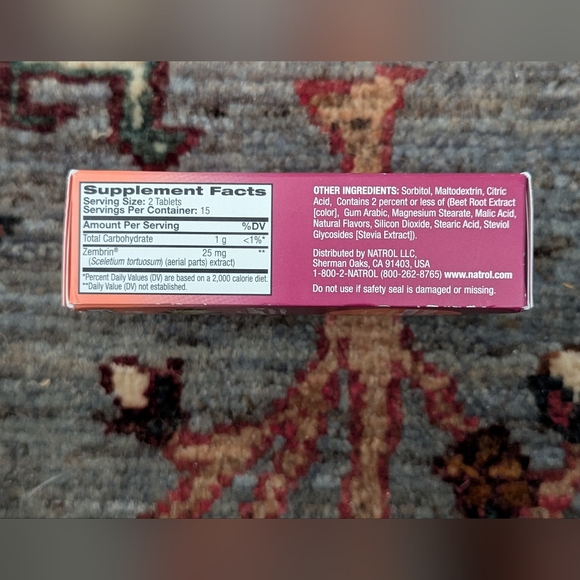 Supplement Facts
Serving Size: 2 Tablets
Servings Per Container: 15
Amount Per Serving %DV
Total Carbohydrate 1 g <1%*
Zembrin® 25 mg **
(Sceletium tortuosum) (aerial parts) extract)
*Percent Daily Values (DV) are based on a 2,000 calorie diet.
**Daily Value (DV) not established.
OTHER INGREDIENTS: Sorbitol, Maltodextrin, Citric
Acid, Contains 2 percent or less of (Beet Root Extract
[color], Gum Arabic, Magnesium Stearate, Malic Acid,
Natural Flavors, Silicon Dioxide, Stearic Acid, Steviol
Glycosides [Stevia Extract]).
Distributed by NATROL LLC,
Sherman Oaks, CA 91403, USA
1-800-2-NATROL (800-262-8765) www.natrol.com
Do not use if safety seal is damaged or missing.